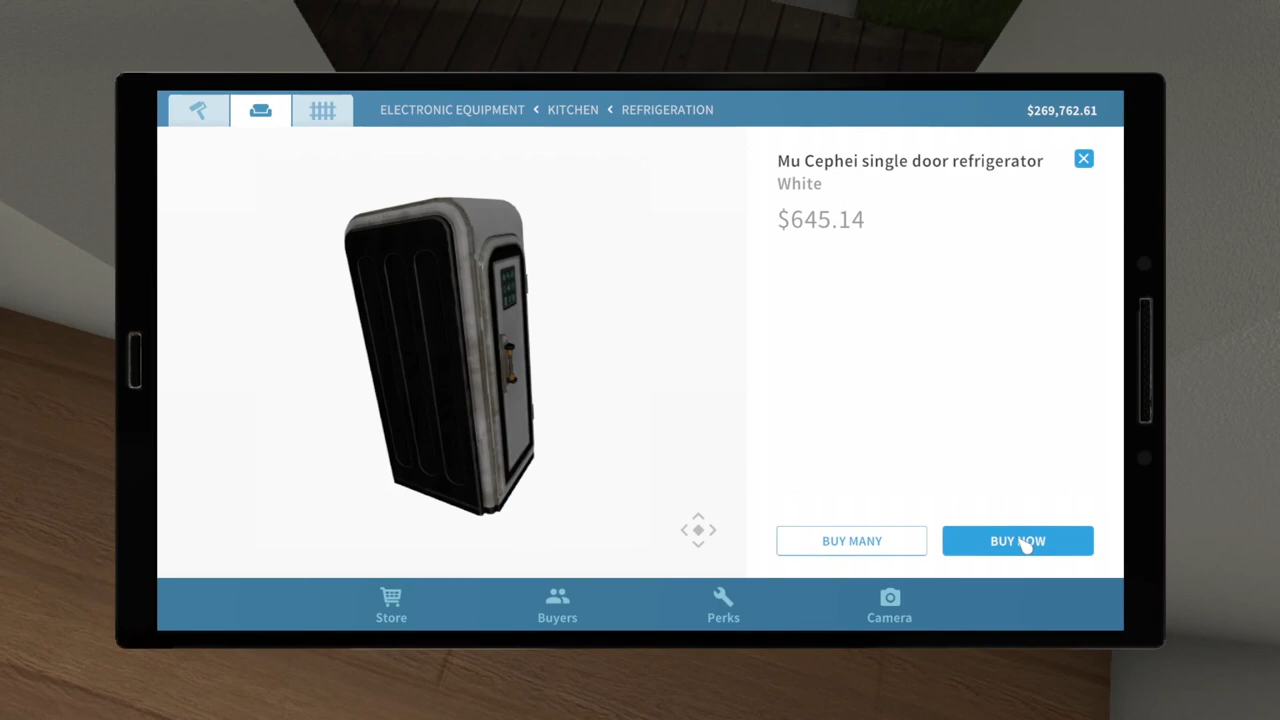 ELECTRONIC EQUIPMENT < KITCHEN < REFRIGERATION
$269,762.61
Mu Cephei single door refrigerator
White
$645.14
BUY MANY
BUY NOW
Store
Buyers
Perks
Camera